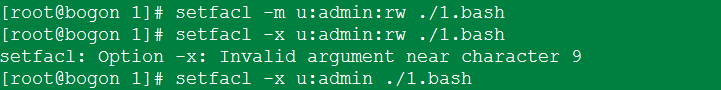 [root@bogon 1]# setfacl -m u:admin:rw ./1.bash
[root@bogon 1]# setfacl -x u:admin:rw ./1.bash
setfacl: Option -x: Invalid argument near character 9
[root@bogon 1]# setfacl -x u:admin ./1.bash